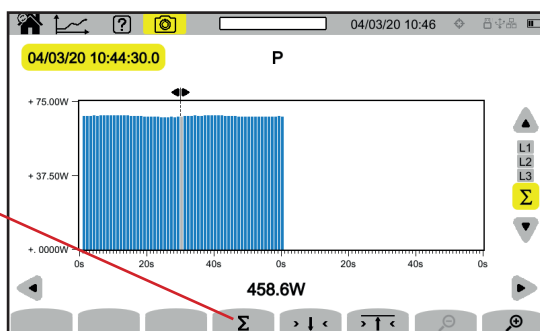 ? 04/03/20 10:46
04/03/20 10:44:30.0 P
+ 75.00W
+ 37.50W
+. 0000W
0s 20s 40s 0s 20s 40s 0s
L1
L2
L3
Σ
458.6W
Σ